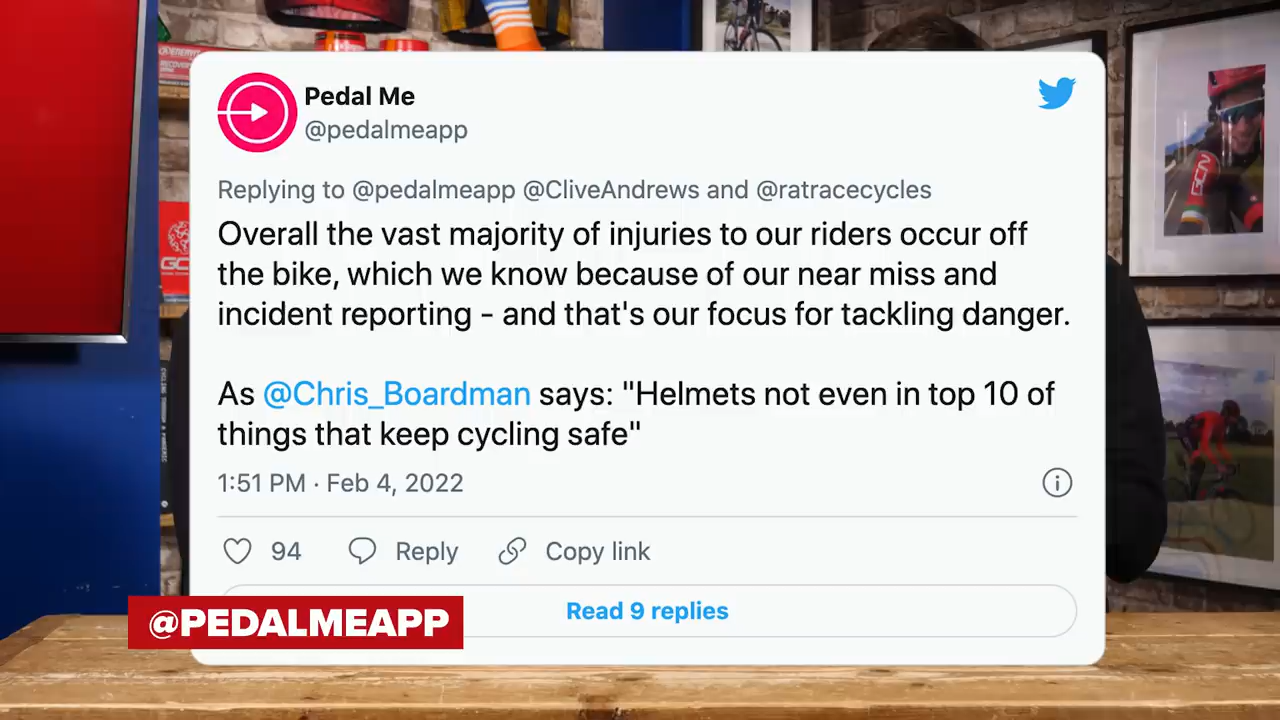 Pedal Me
@pedalmeapp
Replying to @pedalmeapp @CliveAndrews and @ratracecycles
Overall the vast majority of injuries to our riders occur off
the bike, which we know because of our near miss and
incident reporting - and that's our focus for tackling danger.
As @Chris_Boardman says: "Helmets not even in top 10 of
things that keep cycling safe"
1:51 PM · Feb 4, 2022
94 Reply Copy link
Read 9 replies
@PEDALMEAPP
GCN